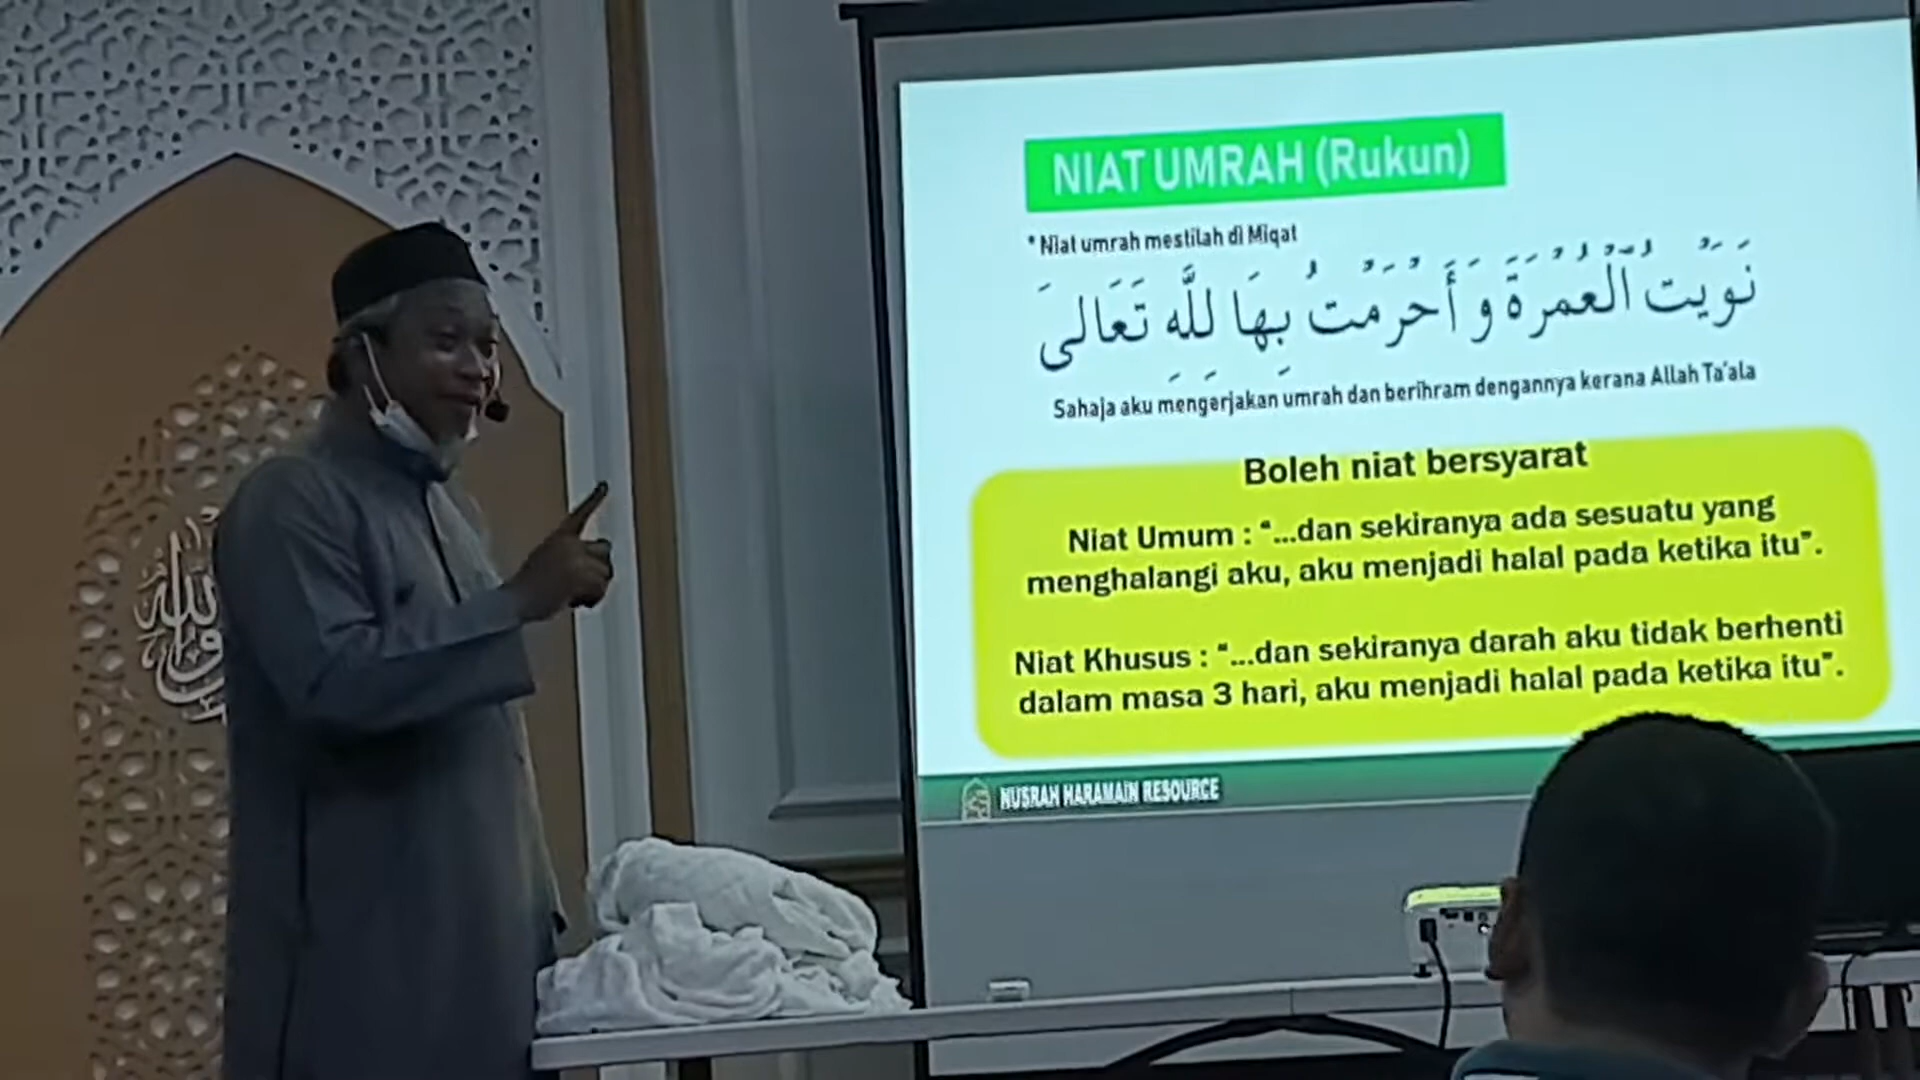 NIAT UMRAH (Rukun)
* Niat umrah mestilah di Miqat
نَوَيْتُ الْعُمْرَةَ وَأَحْرَمْتُ بِهَا لِلَّهِ تَعَالَى
Sahaja aku mengerjakan umrah dan berihram dengannya kerana Allah Ta'ala
Boleh niat bersyarat
Niat Umum : “...dan sekiranya ada sesuatu yang
menghalangi aku, aku menjadi halal pada ketika itu”.
Niat Khusus : “...dan sekiranya darah aku tidak berhenti
dalam masa 3 hari, aku menjadi halal pada ketika itu”.
NUSRAH HARAMAIN RESOURCE